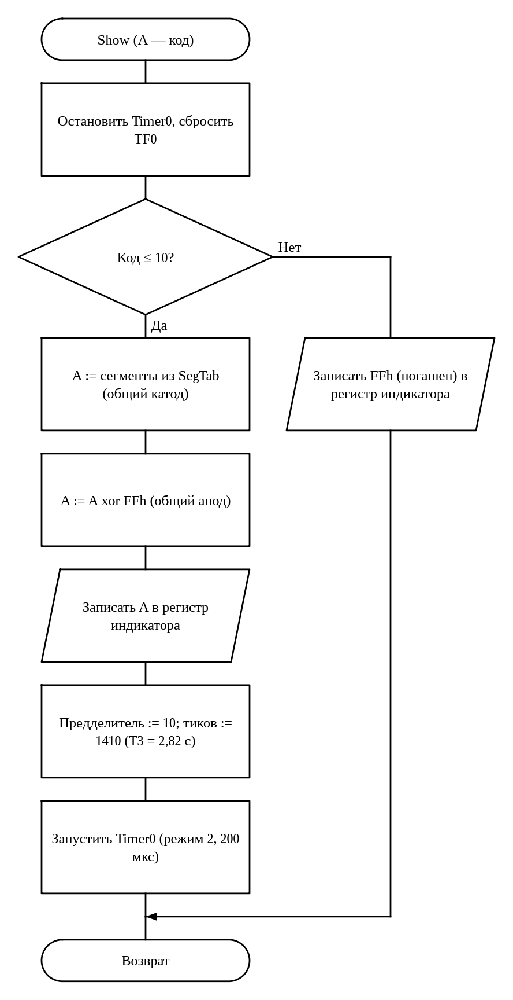 Show (A — код)
Остановить Timer0, сбросить
TF0
Код ≤ 10?
Нет
Да
A := сегменты из SegTab
(общий катод)
Записать FFh (погашен) в
регистр индикатора
A := A xor FFh (общий анод)
Записать A в регистр
индикатора
Предделитель := 10; тиков :=
1410 (T3 = 2,82 с)
Запустить Timer0 (режим 2, 200
мкс)
Возврат